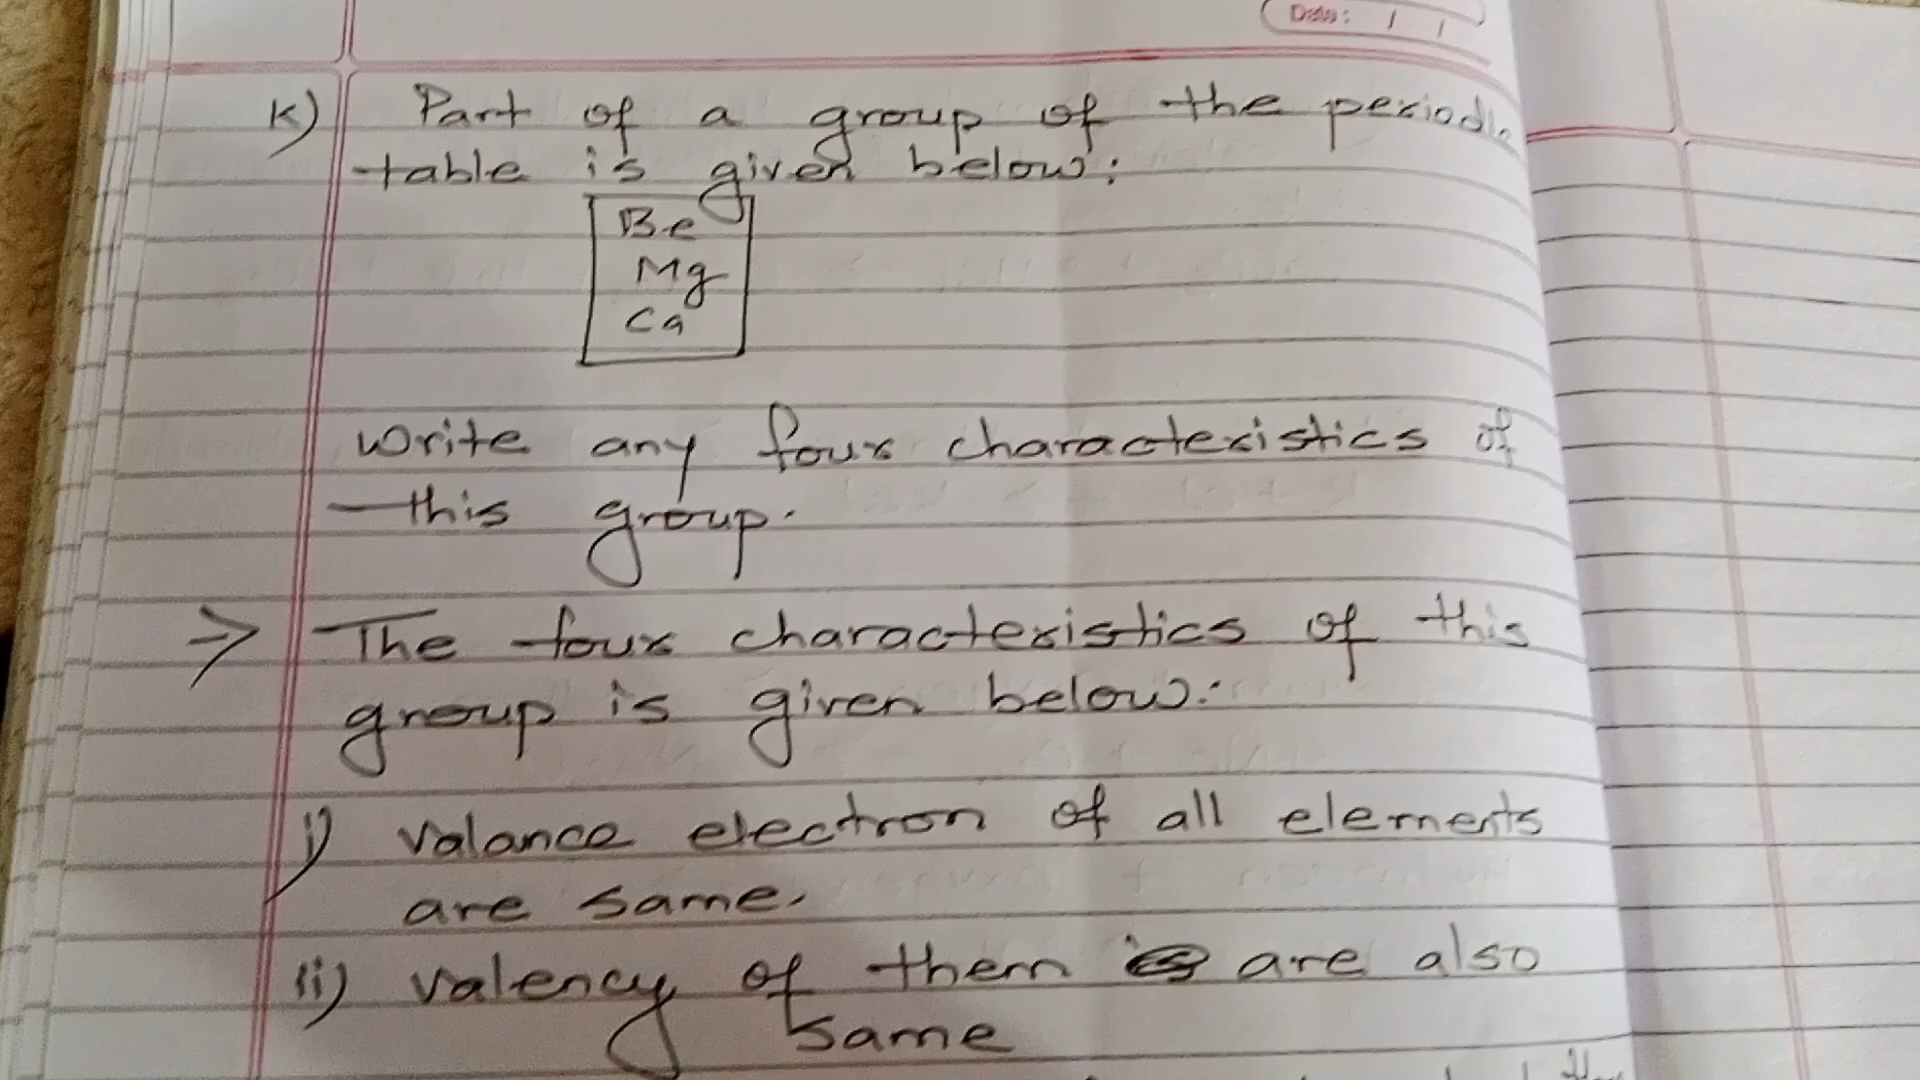 Date: / /
K) Part of a group of the periodic
table is given below:
Be
Mg
Ca
Write any four characteristics of
this group.
=> The four characteristics of this
group is given below:
i) Valance electron of all elements
are same.
ii) Valency of them are also
same